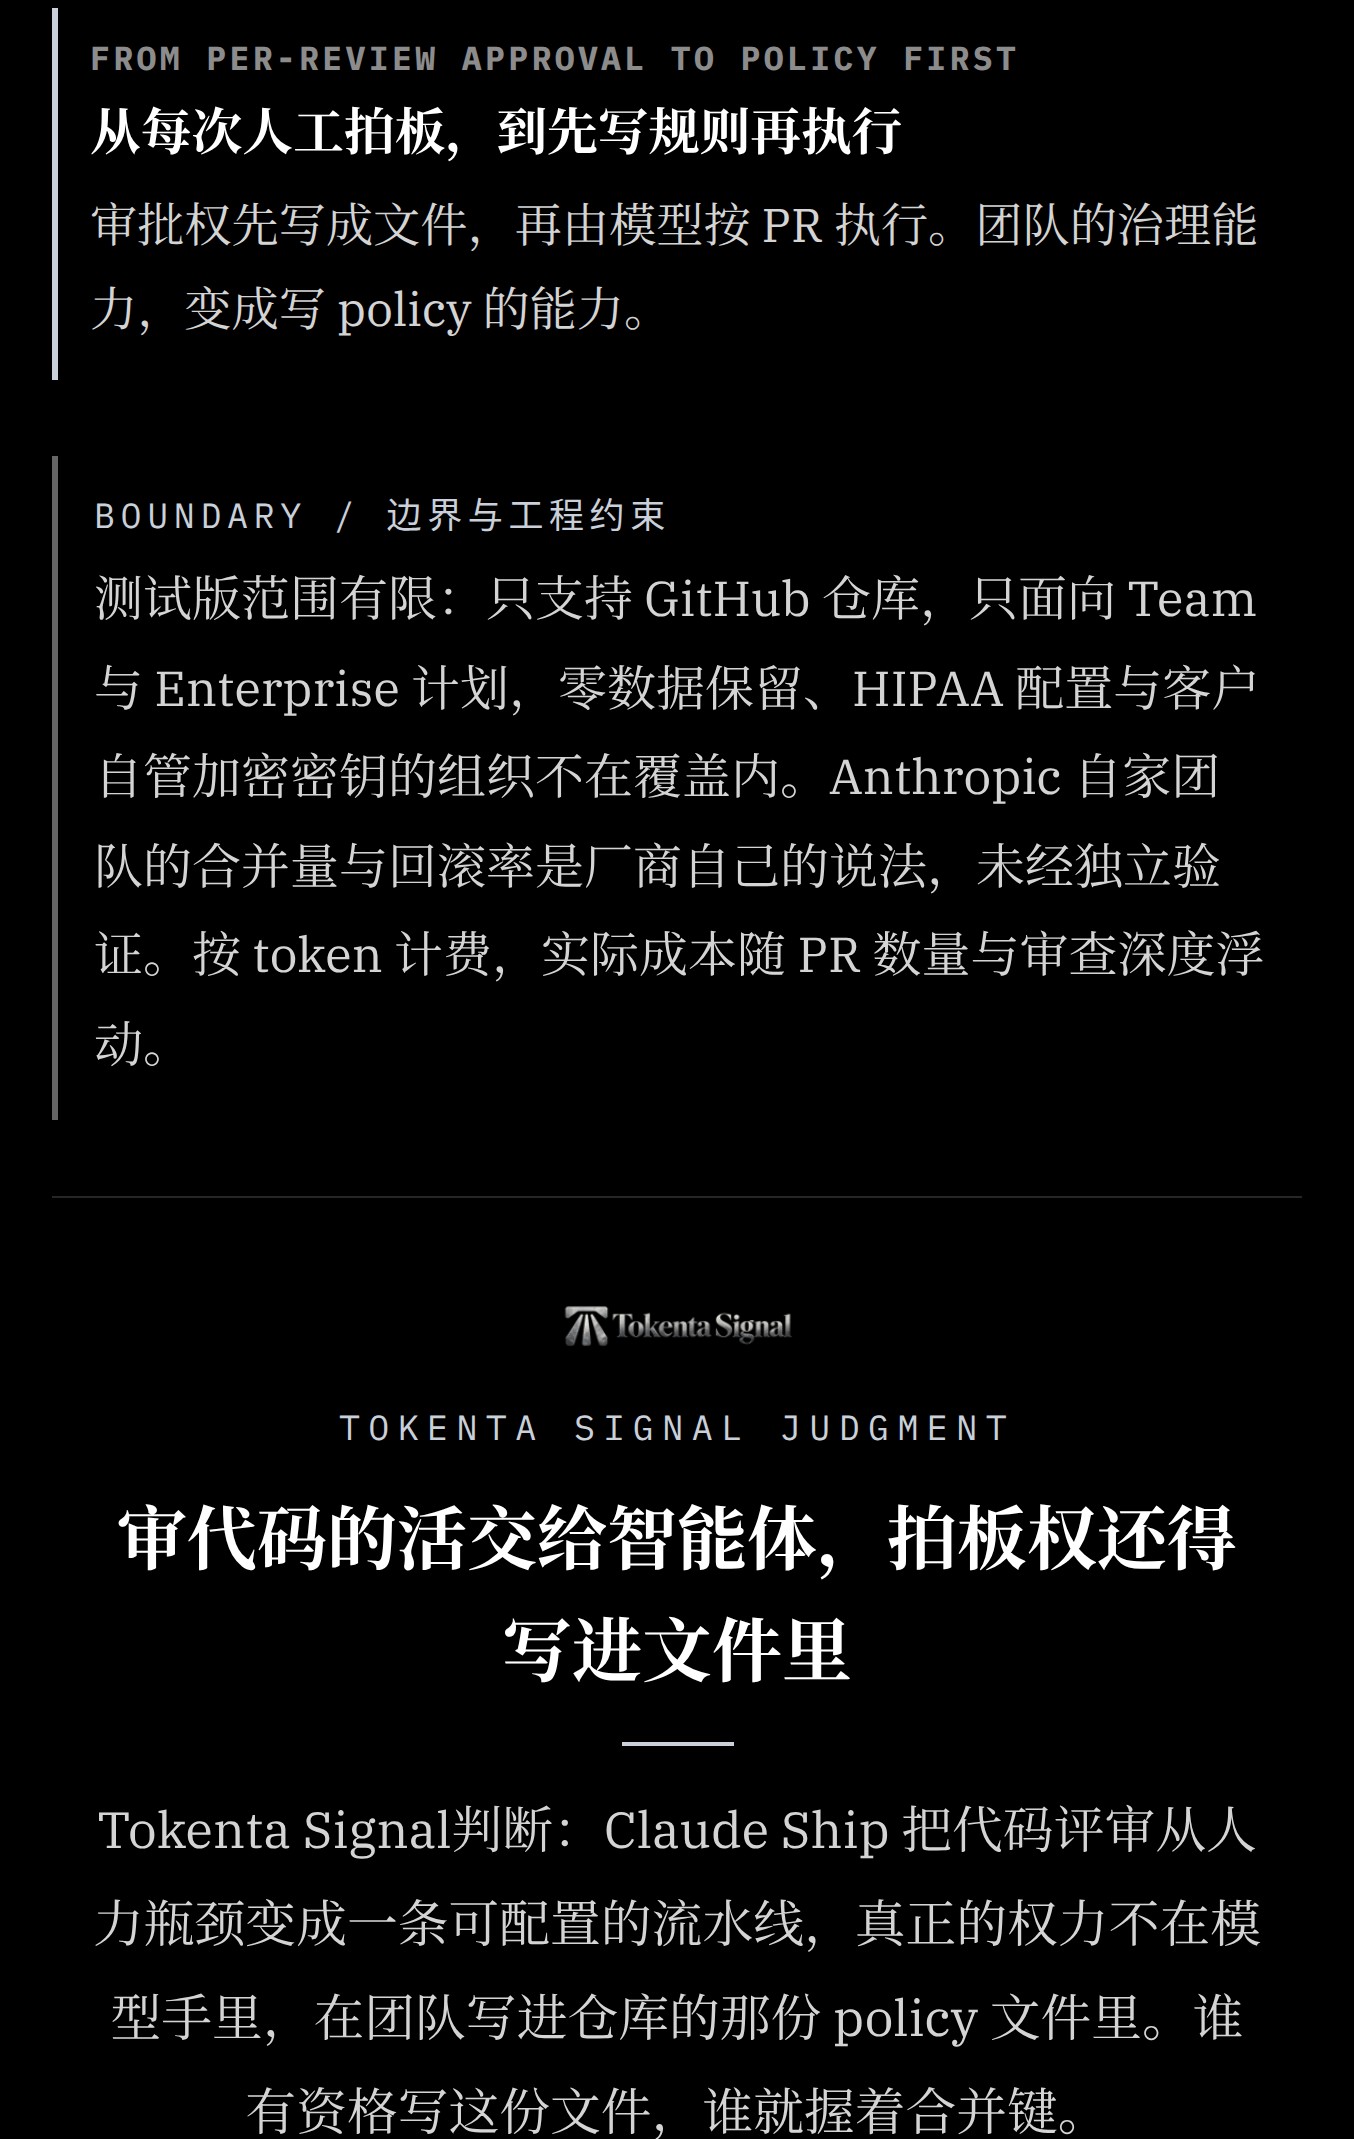 FROM PER-REVIEW APPROVAL TO POLICY FIRST
从每次人工拍板，到先写规则再执行
审批权先写成文件，再由模型按 PR 执行。团队的治理能
力，变成写 policy 的能力。
BOUNDARY / 边界与工程约束
测试版范围有限：只支持 GitHub 仓库，只面向 Team
与 Enterprise 计划，零数据保留、HIPAA 配置与客户
自管加密密钥的组织不在覆盖内。Anthropic 自家团
队的合并量与回滚率是厂商自己的说法，未经独立验
证。按 token 计费，实际成本随 PR 数量与审查深度浮
动。
Tokenta Signal
TOKENTA SIGNAL JUDGMENT
审代码的活交给智能体，拍板权还得
写进文件里
Tokenta Signal判断：Claude Ship 把代码评审从人
力瓶颈变成一条可配置的流水线，真正的权力不在模
型手里，在团队写进仓库的那份 policy 文件里。谁
有资格写这份文件，谁就握着合并键。